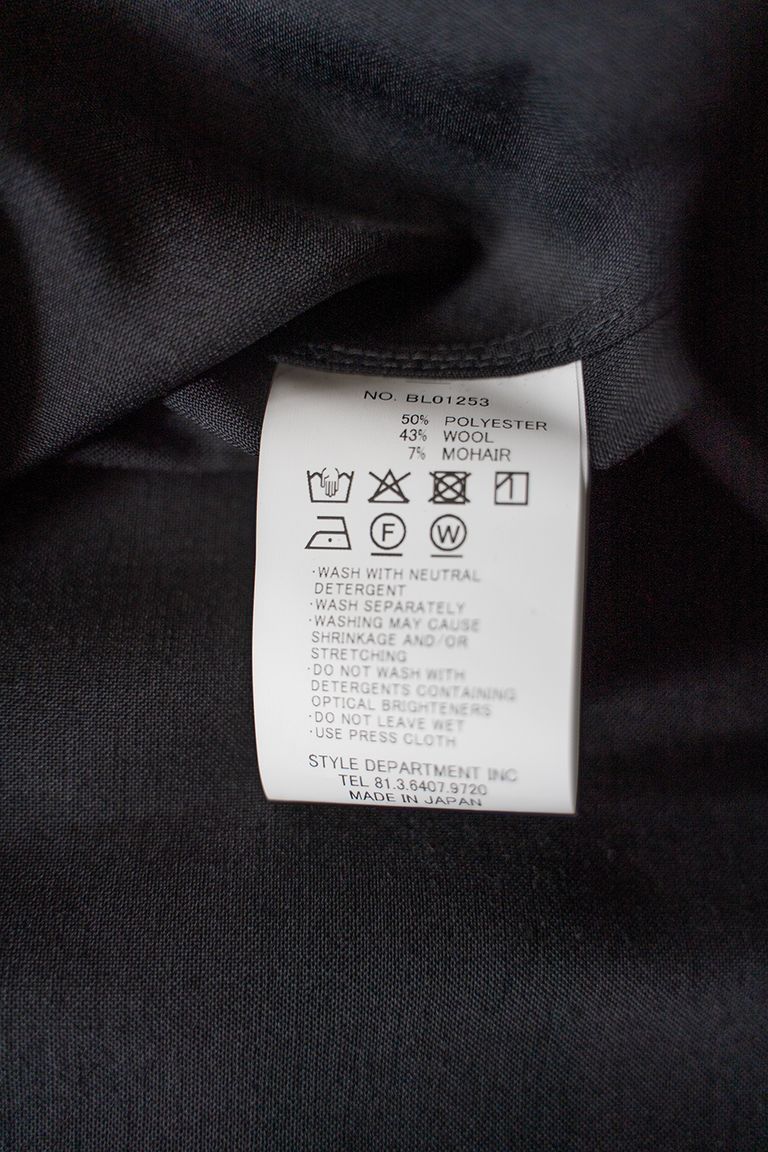 NO. BL01253
50% POLYESTER
43% WOOL
7% MOHAIR
F W
·WASH WITH NEUTRAL
DETERGENT
·WASH SEPARATELY
·WASHING MAY CAUSE
SHRINKAGE AND/OR
STRETCHING
·DO NOT WASH WITH
DETERGENTS CONTAINING
OPTICAL BRIGHTENERS
·DO NOT LEAVE WET
·USE PRESS CLOTH
STYLE DEPARTMENT INC
TEL 81.3.6407.9720
MADE IN JAPAN